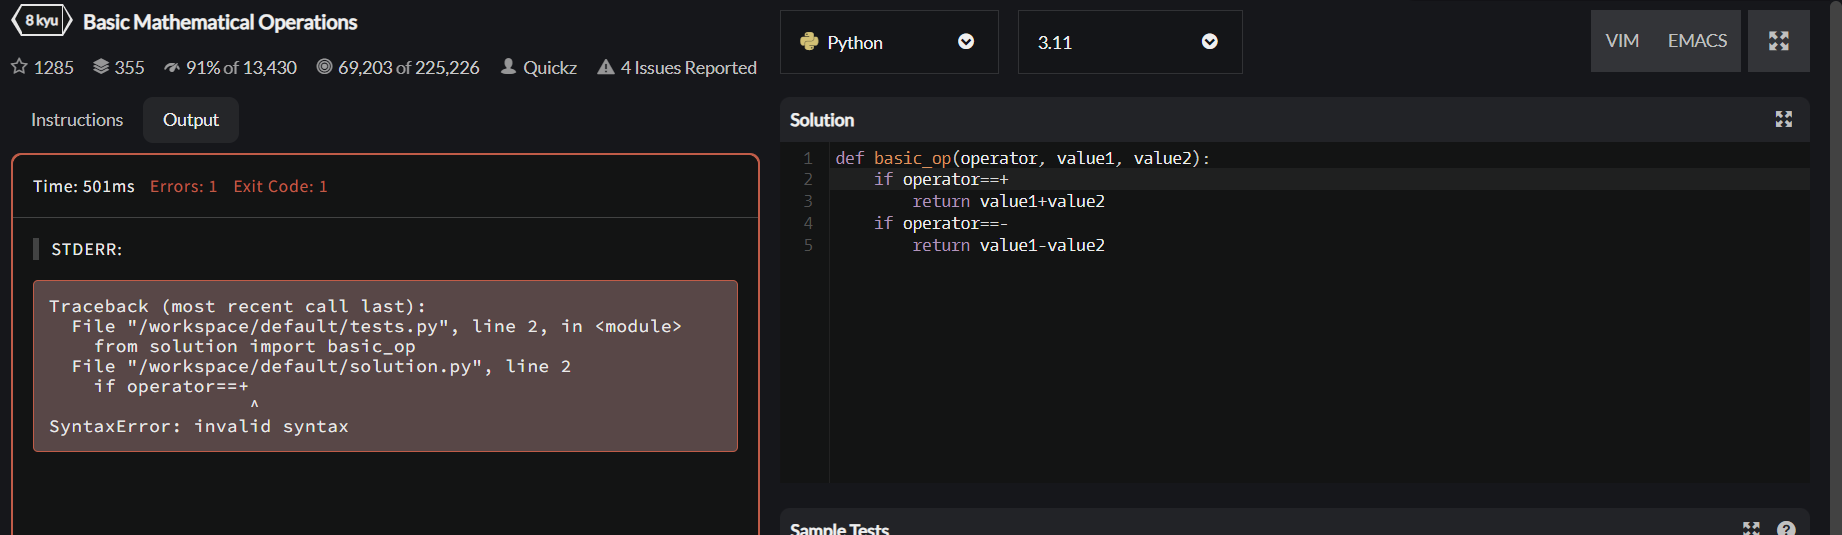 8 kyu Basic Mathematical Operations
1285 355 91% of 13,430 69,203 of 225,226 Quickz 4 Issues Reported
Instructions Output
Time: 501ms Errors: 1 Exit Code: 1
STDERR:
Traceback (most recent call last):
File "/workspace/default/tests.py", line 2, in <module>
from solution import basic_op
File "/workspace/default/solution.py", line 2
if operator==+
^
SyntaxError: invalid syntax
Python 3.11 VIM EMACS
Solution
1 def basic_op(operator, value1, value2):
2 if operator==+
3 return value1+value2
4 if operator==-
5 return value1-value2
Sample Tests ?